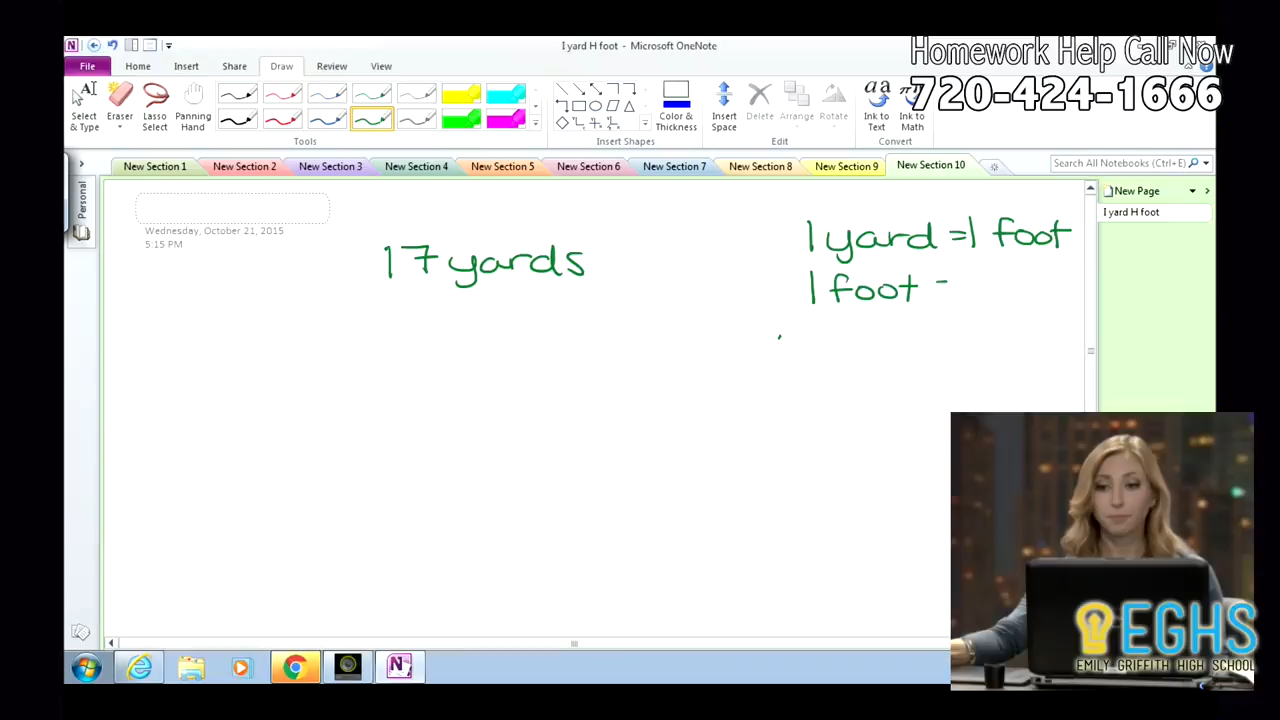 I yard H foot - Microsoft OneNote
Homework Help Call Now
720-424-1666
File Home Insert Share Draw Review View
Select & Type
Eraser
Lasso Select
Panning Hand
Tools
Insert Shapes
Color & Thickness
Insert Space
Delete
Arrange
Rotate
Edit
Ink to Text
Ink to Math
Convert
New Section 1 New Section 2 New Section 3 New Section 4 New Section 5 New Section 6 New Section 7 New Section 8 New Section 9 New Section 10
Search All Notebooks (Ctrl+E)
Personal
New Page
I yard H foot
Wednesday, October 21, 2015
5:15 PM
17 yards
1 yard = 1 foot
1 foot =
EGHS
EMILY GRIFFITH HIGH SCHOOL